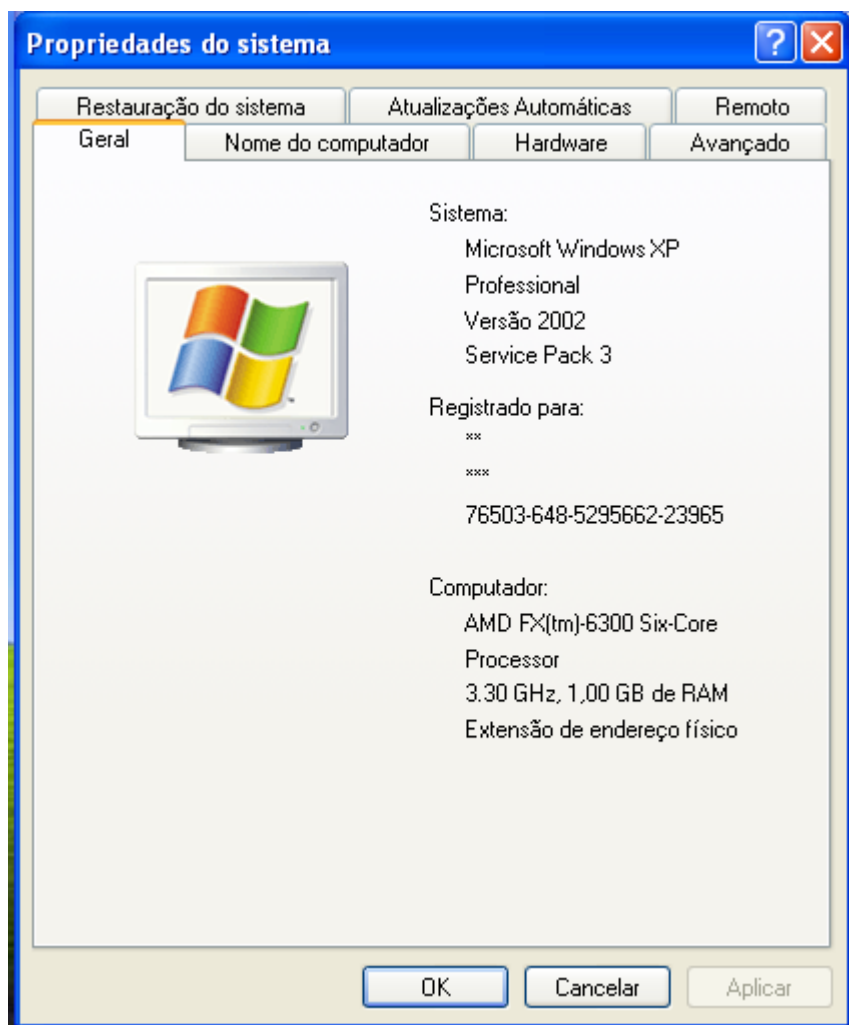 Propriedades do sistema
Restauração do sistema
Atualizações Automáticas
Remoto
Geral
Nome do computador
Hardware
Avançado
Sistema:
Microsoft Windows XP
Professional
Versão 2002
Service Pack 3
Registrado para:
**
***
76503-648-5295662-23965
Computador:
AMD FX(tm)-6300 Six-Core
Processor
3.30 GHz, 1,00 GB de RAM
Extensão de endereço físico
OK
Cancelar
Aplicar